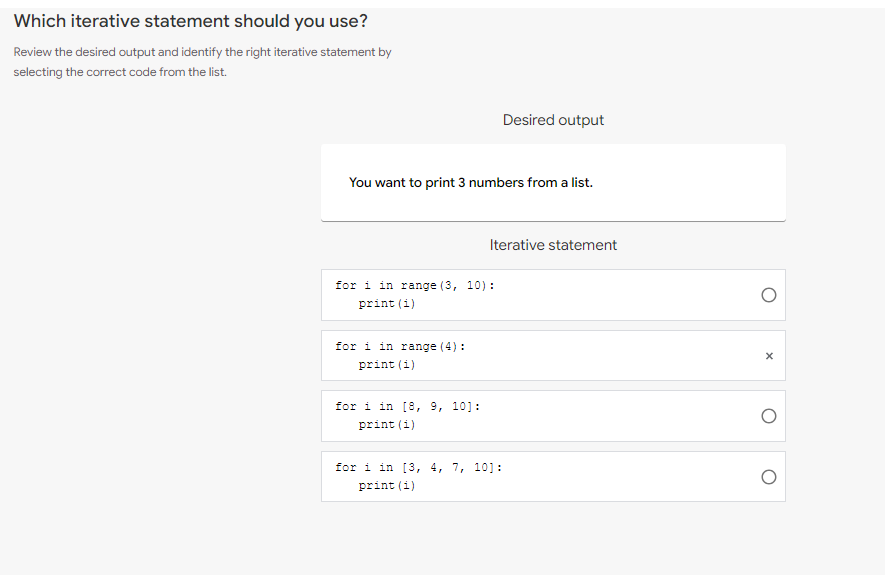 Which iterative statement should you use?
Review the desired output and identify the right iterative statement by
selecting the correct code from the list.
Desired output
You want to print 3 numbers from a list.
Iterative statement
for i in range(3, 10):
print(i)
for i in range(4):
print(i)
for i in [8, 9, 10]:
print(i)
for i in [3, 4, 7, 10]:
print(i)